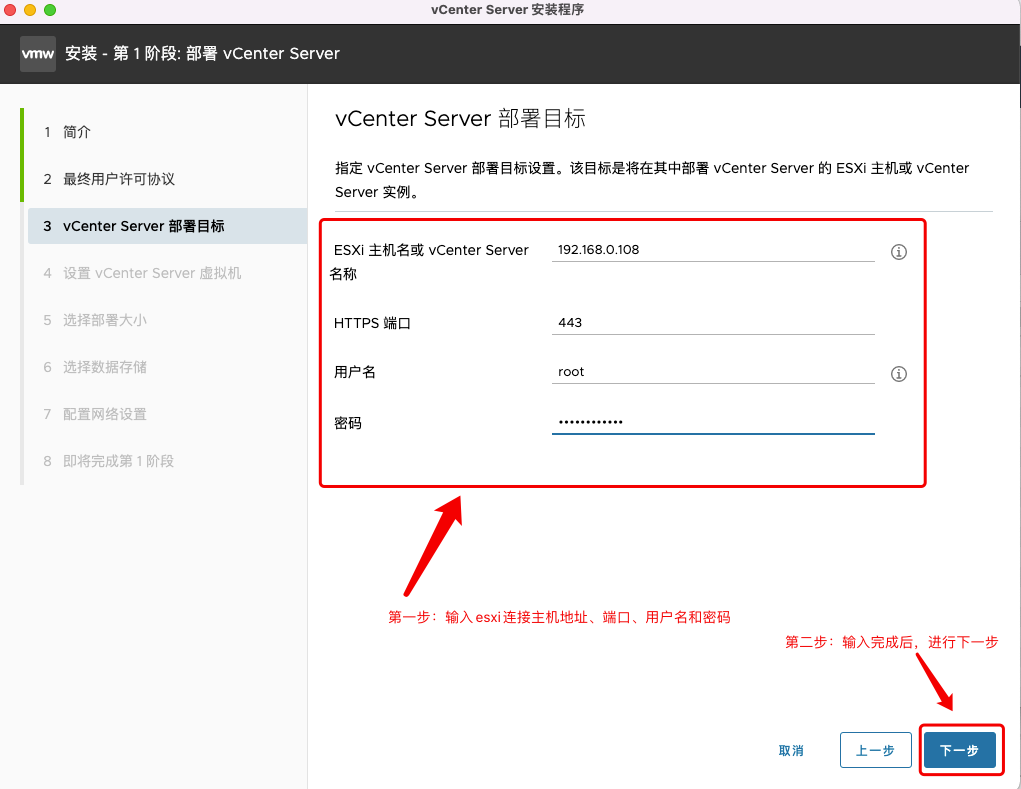 vCenter Server 安装程序
vmw 安装 - 第 1 阶段: 部署 vCenter Server
1 简介
2 最终用户许可协议
3 vCenter Server 部署目标
4 设置 vCenter Server 虚拟机
5 选择部署大小
6 选择数据存储
7 配置网络设置
8 即将完成第 1 阶段
vCenter Server 部署目标
指定 vCenter Server 部署目标设置。该目标是将在其中部署 vCenter Server 的 ESXi 主机或 vCenter
Server 实例。
ESXi 主机名或 vCenter Server
名称
192.168.0.108
HTTPS 端口
443
用户名
root
密码
••••••••••••
第一步：输入esxi连接主机地址、端口、用户名和密码
第二步：输入完成后，进行下一步
取消
上一步
下一步